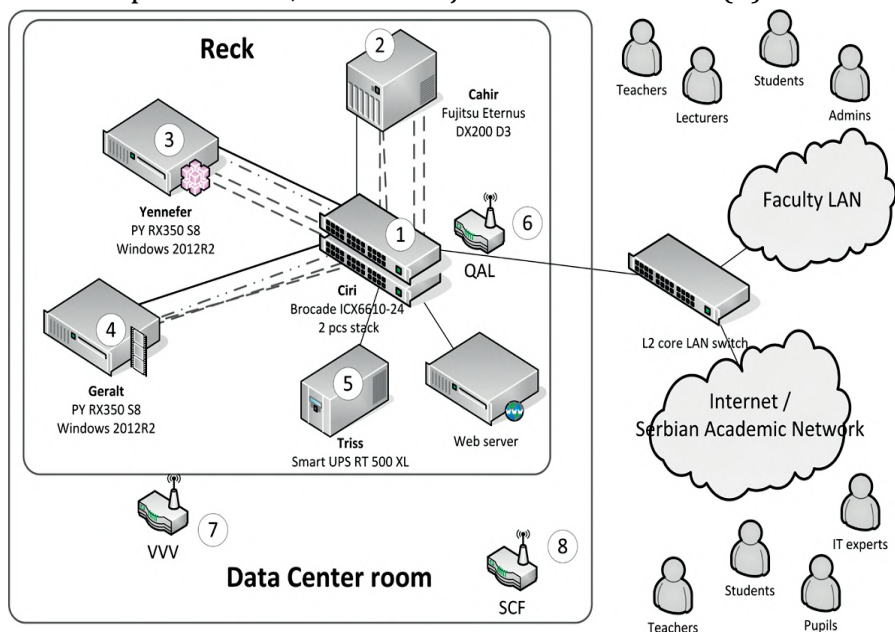 Reck
2
Cahir
Fujitsu Eternus
DX200 D3
3
Yennefer
PY RX350 S8
Windows 2012R2
1
Ciri
Brocade ICX6610-24
2 pcs stack
6
QAL
4
Geralt
PY RX350 S8
Windows 2012R2
5
Triss
Smart UPS RT 500 XL
Web server
7
VVV
8
SCF
Data Center room
Teachers
Lecturers
Students
Admins
Faculty LAN
L2 core LAN switch
Internet /
Serbian Academic Network
IT experts
Students
Teachers
Pupils